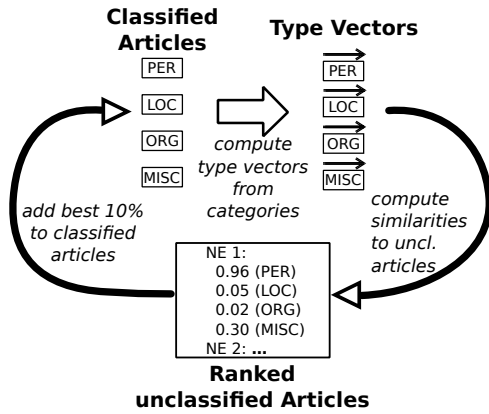 Classified
Articles
PER
LOC
ORG
MISC
Type Vectors
PER
LOC
ORG
MISC
compute
type vectors
from
categories
compute
similarities
to uncl.
articles
NE 1:
0.96 (PER)
0.05 (LOC)
0.02 (ORG)
0.30 (MISC)
NE 2: ...
Ranked
unclassified Articles
add best 10%
to classified
articles